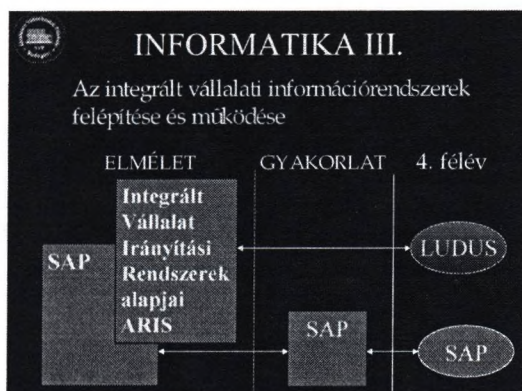 INFORMATIKA III.
Az integrált vállalati információrendszerek
felépítése és működése
ELMÉLET GYAKORLAT 4. félév
Integrált
Vállalat
Irányítási
Rendszerek
alapjai
ARIS
SAP
LUDUS
SAP
SAP